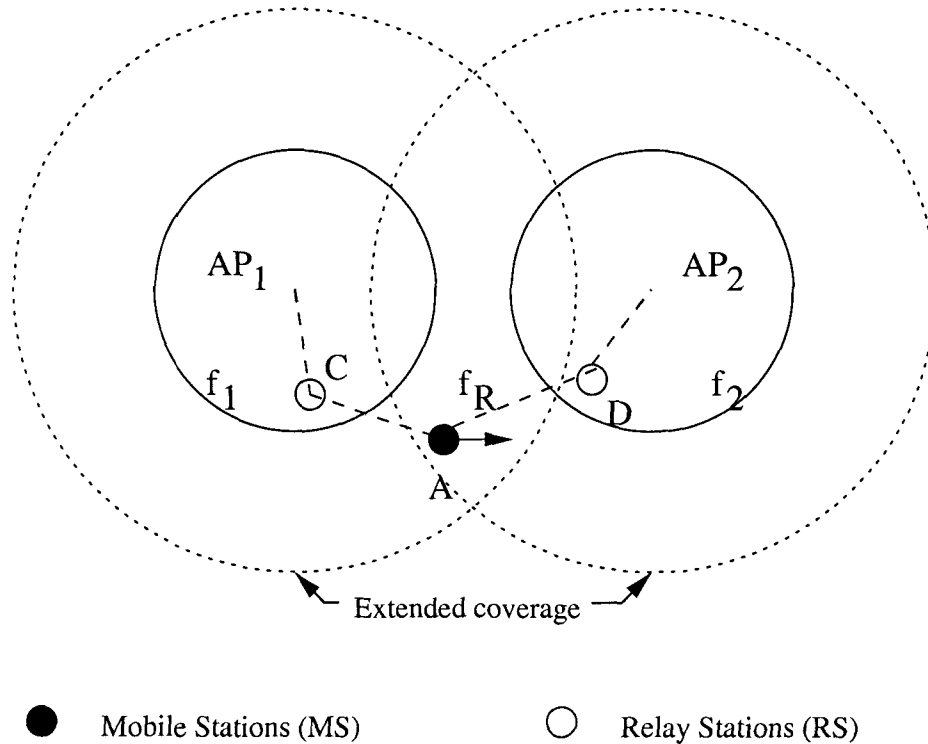 AP1
AP2
C
f1
fR
f2
D
A
Extended coverage
Mobile Stations (MS)
Relay Stations (RS)